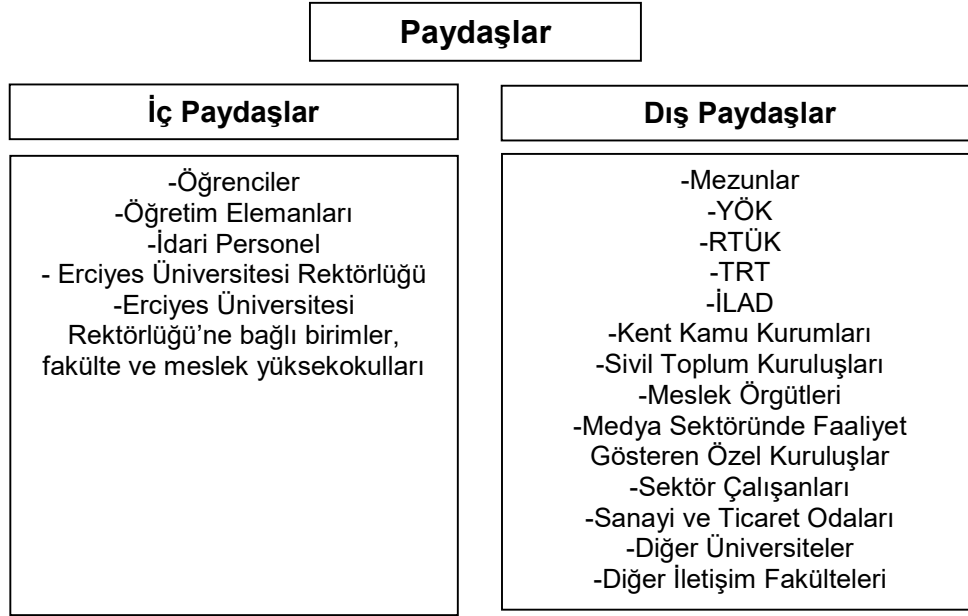 Paydaşlar
İç Paydaşlar
-Öğrenciler
-Öğretim Elemanları
-İdari Personel
- Erciyes Üniversitesi Rektörlüğü
-Erciyes Üniversitesi
Rektörlüğü’ne bağlı birimler,
fakülte ve meslek yüksekokulları
Dış Paydaşlar
-Mezunlar
-YÖK
-RTÜK
-TRT
-İLAD
-Kent Kamu Kurumları
-Sivil Toplum Kuruluşları
-Meslek Örgütleri
-Medya Sektöründe Faaliyet
Gösteren Özel Kuruluşlar
-Sektör Çalışanları
-Sanayi ve Ticaret Odaları
-Diğer Üniversiteler
-Diğer İletişim Fakülteleri